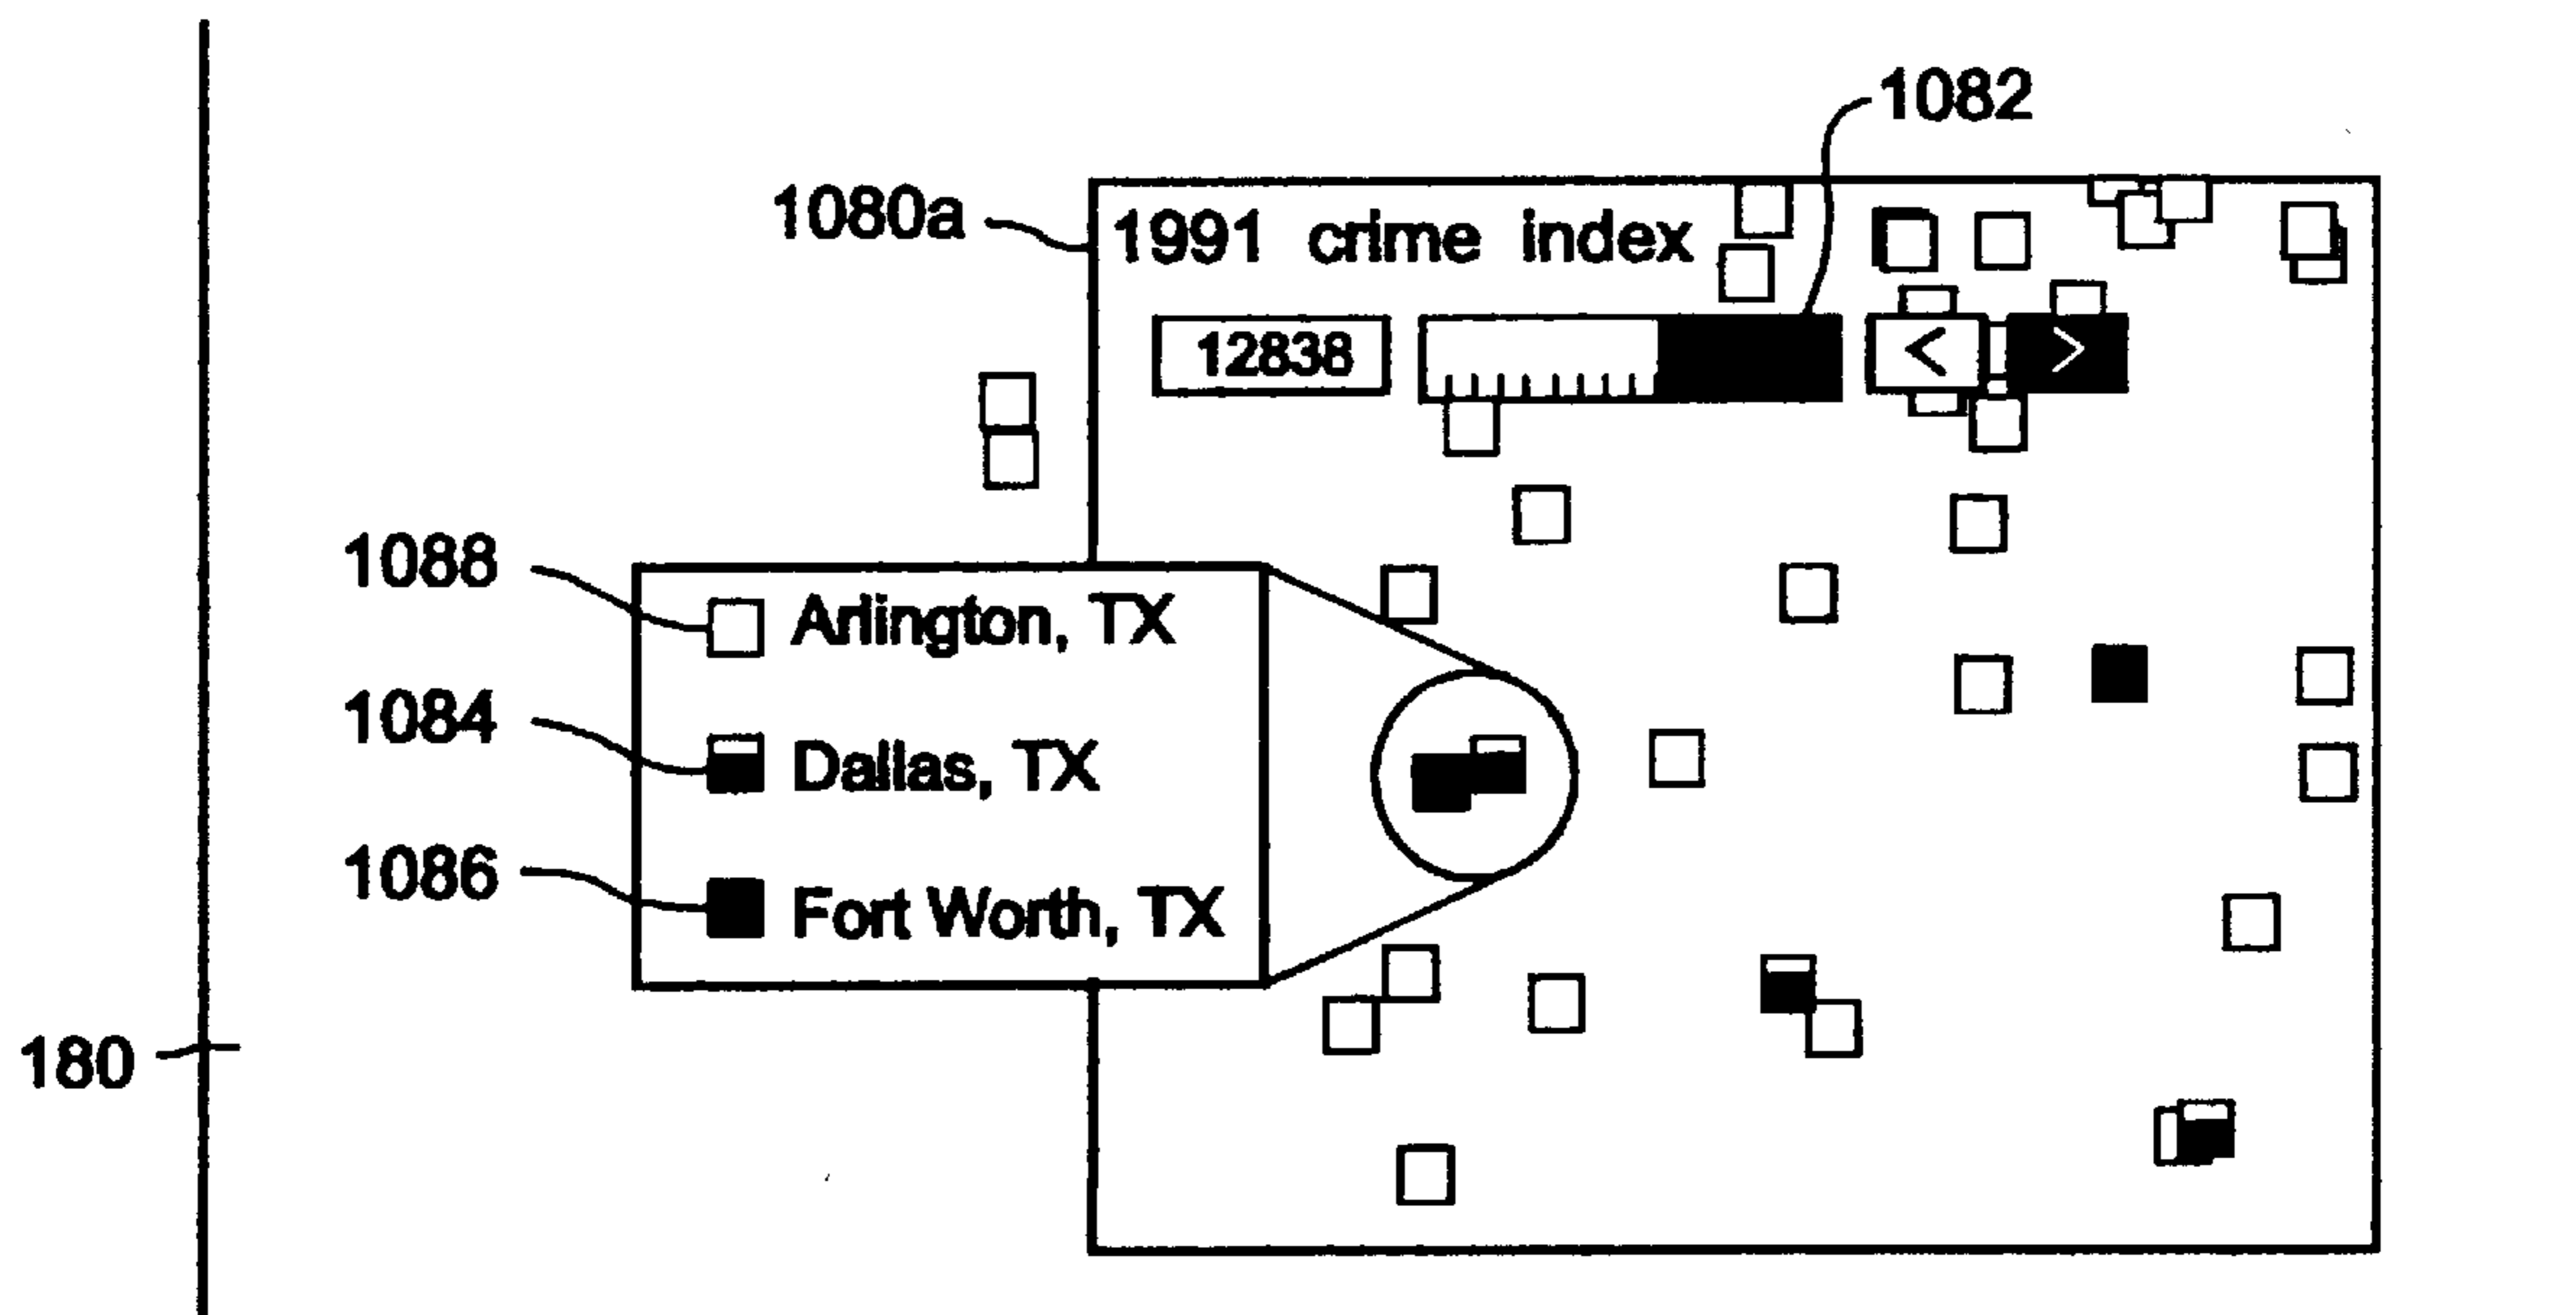 1082
1080a
1991 crime index
12838
<
>
1088
Arlington, TX
1084
Dallas, TX
1086
Fort Worth, TX
180